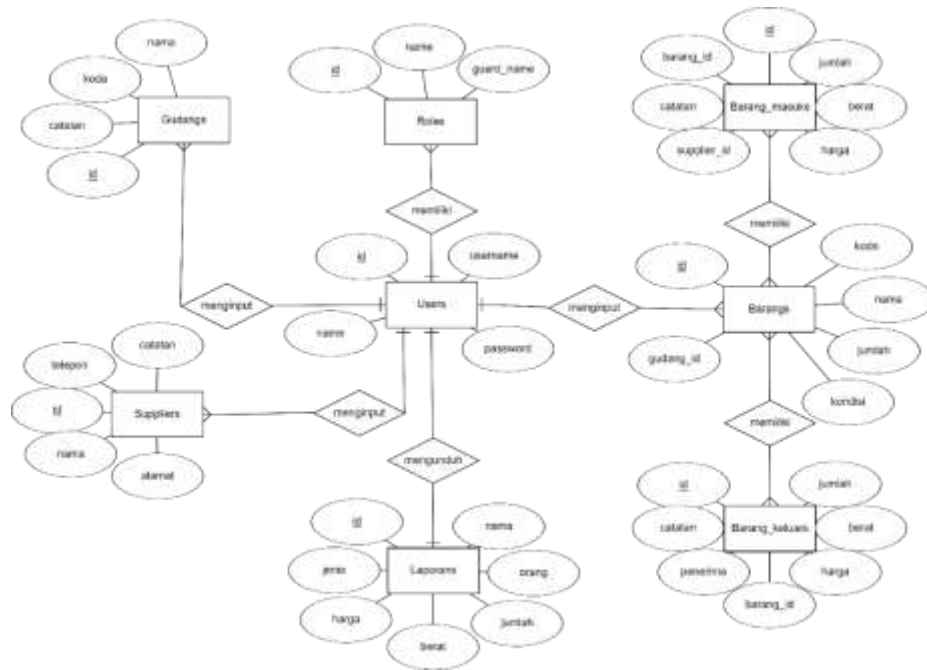 nama
kode
catatan
id
Gudangs
id
name
guard_name
Roles
id
barang_id
catatan
supplier_id
jumlah
berat
harga
Barang_masuks
memiliki
memiliki
menginput
id
username
name
password
Users
menginput
id
kode
nama
jumlah
kondisi
gudang_id
Barangs
catatan
telepon
id
nama
alamat
Suppliers
menginput
mengunduh
memiliki
id
nama
jenis
orang
harga
jumlah
berat
Laporans
id
catatan
penerima
barang_id
jumlah
berat
harga
Barang_keluars